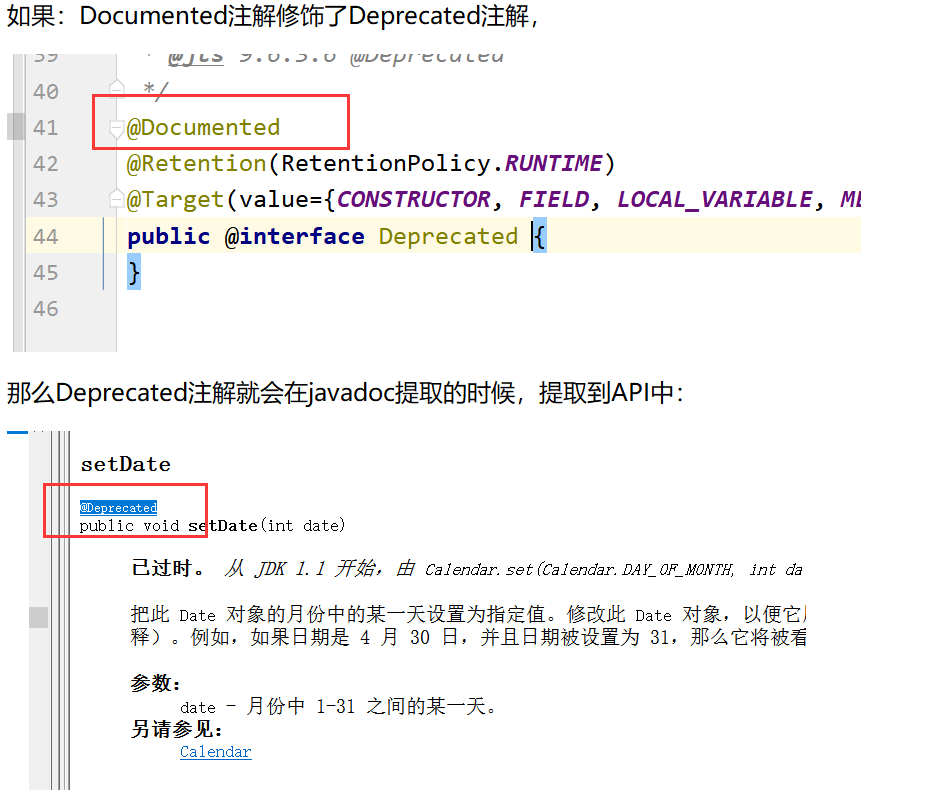 如果：Documented注解修饰了Deprecated注解，
39 * @jls 9.6.3.6 @Deprecated
40 */
41 @Documented
42 @Retention(RetentionPolicy.RUNTIME)
43 @Target(value={CONSTRUCTOR, FIELD, LOCAL_VARIABLE, ME
44 public @interface Deprecated {
45 }
46
那么Deprecated注解就会在javadoc提取的时候，提取到API中：
setDate
@Deprecated
public void setDate(int date)
已过时。 从 JDK 1.1 开始，由 Calendar.set(Calendar.DAY_OF_MONTH, int da
把此 Date 对象的月份中的某一天设置为指定值。修改此 Date 对象，以便它
释）。例如，如果日期是 4 月 30 日，并且日期被设置为 31，那么它将被看
参数：
date - 月份中 1-31 之间的某一天。
另请参见：
Calendar